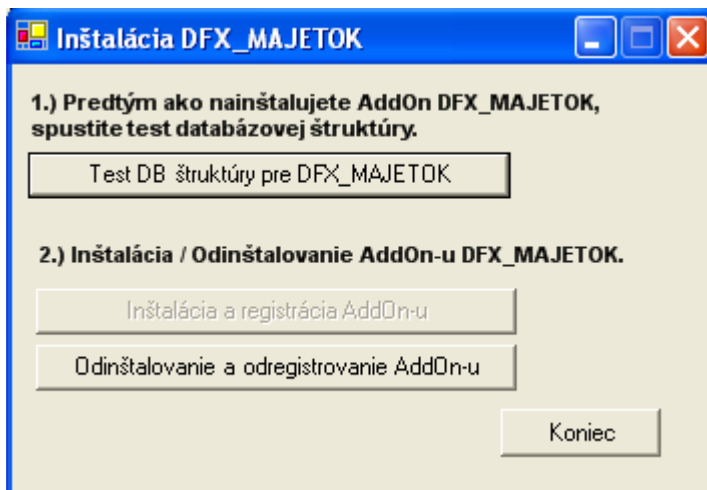 Inštalácia DFX_MAJETOK
1.) Predtým ako nainštalujete AddOn DFX_MAJETOK,
spustite test databázovej štruktúry.
Test DB štruktúry pre DFX_MAJETOK
2.) Inštalácia / Odinštalovanie AddOn-u DFX_MAJETOK.
Inštalácia a registrácia AddOn-u
Odinštalovanie a odregistrovanie AddOn-u
Koniec